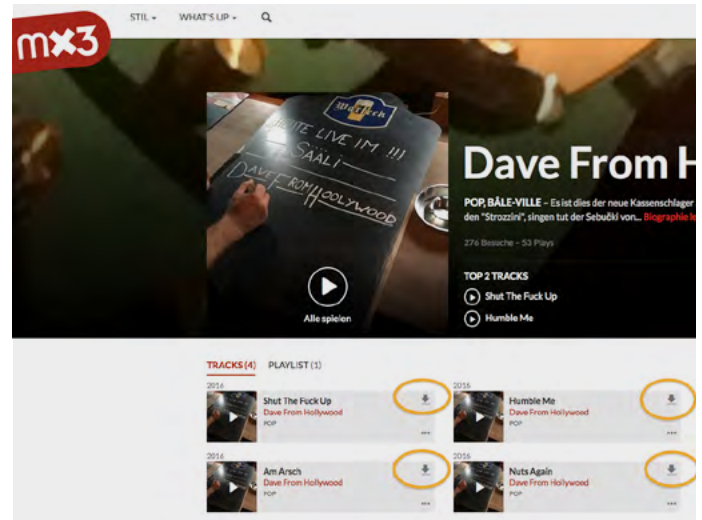 mx3
STIL
WHAT'S UP
Warteck
HEUTE LIVE IM !!!
SÄÄLi
DAVE FROM HOOLYWOOD
Alle spielen
Dave From H
POP, BÂLE-VILLE – Es ist dies der neue Kassenschlager
den "Strozzini", singen tut der Sebučki von... Biographie le
276 Besuche – 53 Plays
TOP 2 TRACKS
Shut The Fuck Up
Humble Me
TRACKS (4) PLAYLIST (1)
2016
Shut The Fuck Up
Dave From Hollywood
POP
2016
Humble Me
Dave From Hollywood
POP
2016
Am Arsch
Dave From Hollywood
POP
2016
Nuts Again
Dave From Hollywood
POP